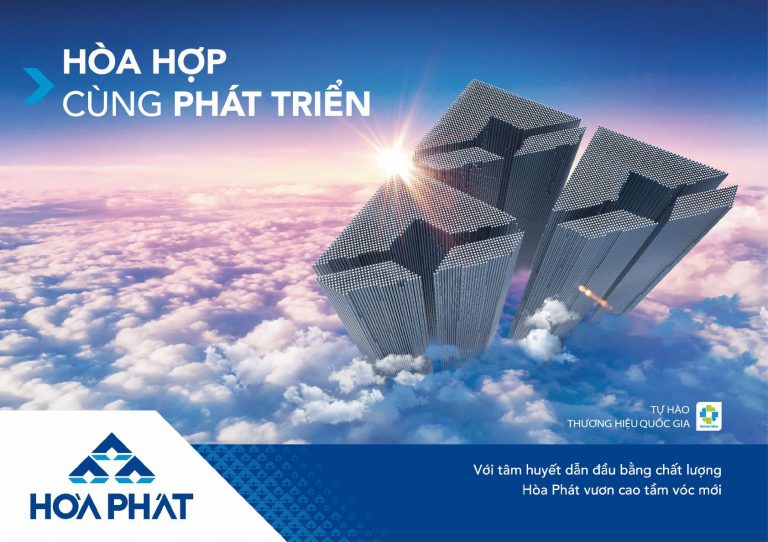 HÒA HỢP
CÙNG PHÁT TRIỂN
TỰ HÀO
THƯƠNG HIỆU QUỐC GIA
Với tâm huyết dẫn đầu bằng chất lượng
Hòa Phát vươn cao tầm vóc mới
HÒA PHÁT